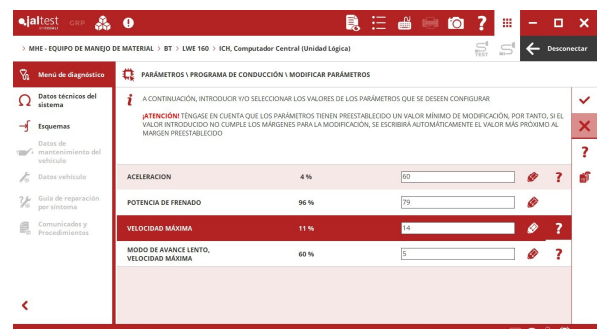 jaltest GRP
> MHE - EQUIPO DE MANEJO DE MATERIAL > BT > LWE 160 > ICH, Computador Central (Unidad Lógica)
TEST
Desconectar
Menú de diagnóstico
PARÁMETROS \ PROGRAMA DE CONDUCCIÓN \ MODIFICAR PARÁMETROS
Datos técnicos del
sistema
Esquemas
Datos de
mantenimiento del
vehículo
Datos vehículo
Guía de reparación
por síntoma
Comunicados y
Procedimientos
A CONTINUACIÓN, INTRODUCIR Y/O SELECCIONAR LOS VALORES DE LOS PARÁMETROS QUE SE DESEEN CONFIGURAR
¡ATENCIÓN! TÉNGASE EN CUENTA QUE LOS PARÁMETROS TIENEN PREESTABLECIDO UN VALOR MÍNIMO DE MODIFICACIÓN, POR TANTO, SI EL
VALOR INTRODUCIDO NO CUMPLE LOS MÁRGENES PARA LA MODIFICACIÓN, SE ESCRIBIRÁ AUTOMÁTICAMENTE EL VALOR MÁS PRÓXIMO AL
MARGEN PREESTABLECIDO
ACELERACION 4 % 60 ?
POTENCIA DE FRENADO 96 % 79
VELOCIDAD MÁXIMA 11 % 14 ?
MODO DE AVANCE LENTO,
VELOCIDAD MÁXIMA 60 % 5 ?